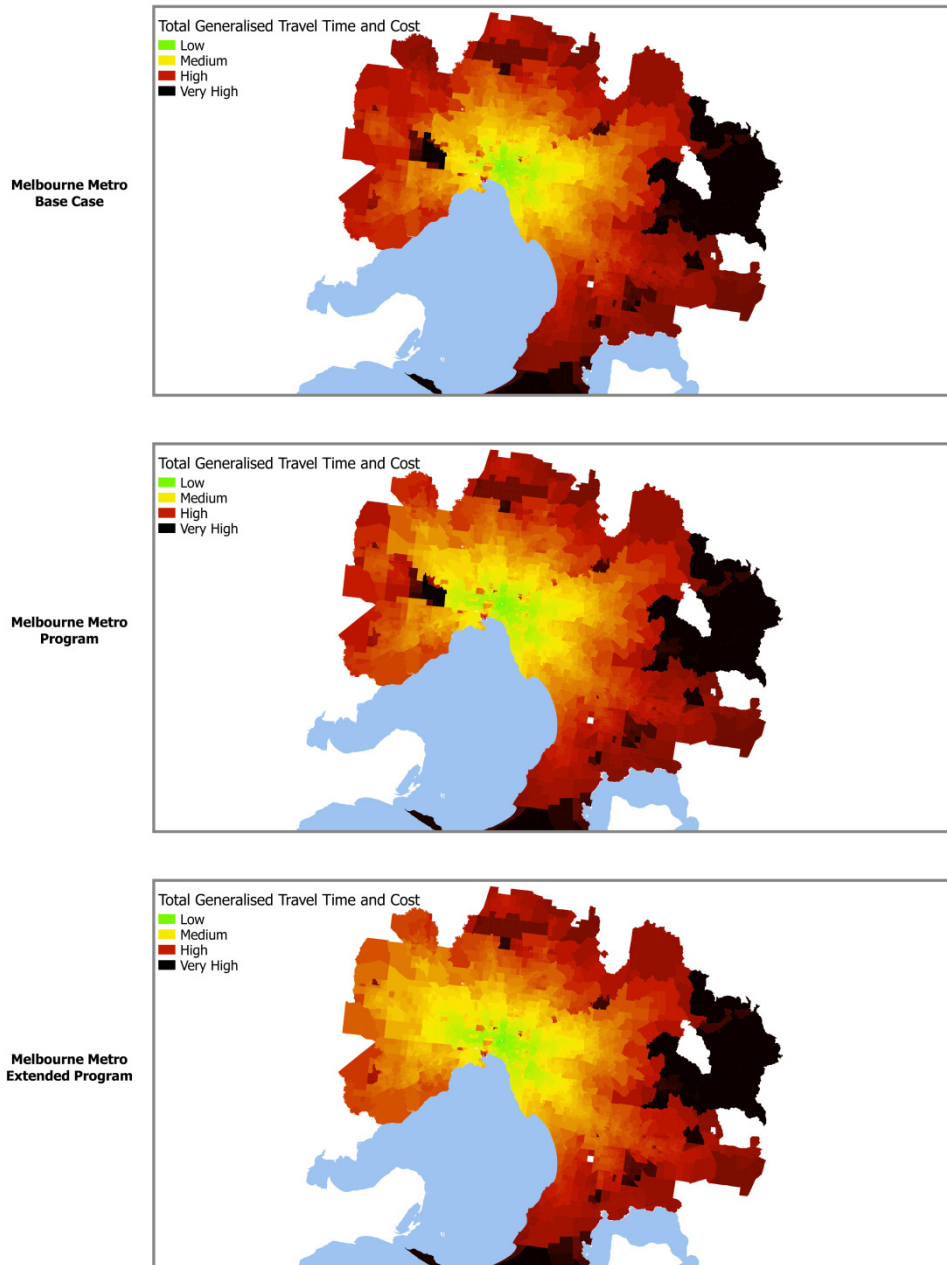 Total Generalised Travel Time and Cost
Low
Medium
High
Very High
Melbourne Metro
Base Case
Total Generalised Travel Time and Cost
Low
Medium
High
Very High
Melbourne Metro
Program
Total Generalised Travel Time and Cost
Low
Medium
High
Very High
Melbourne Metro
Extended Program